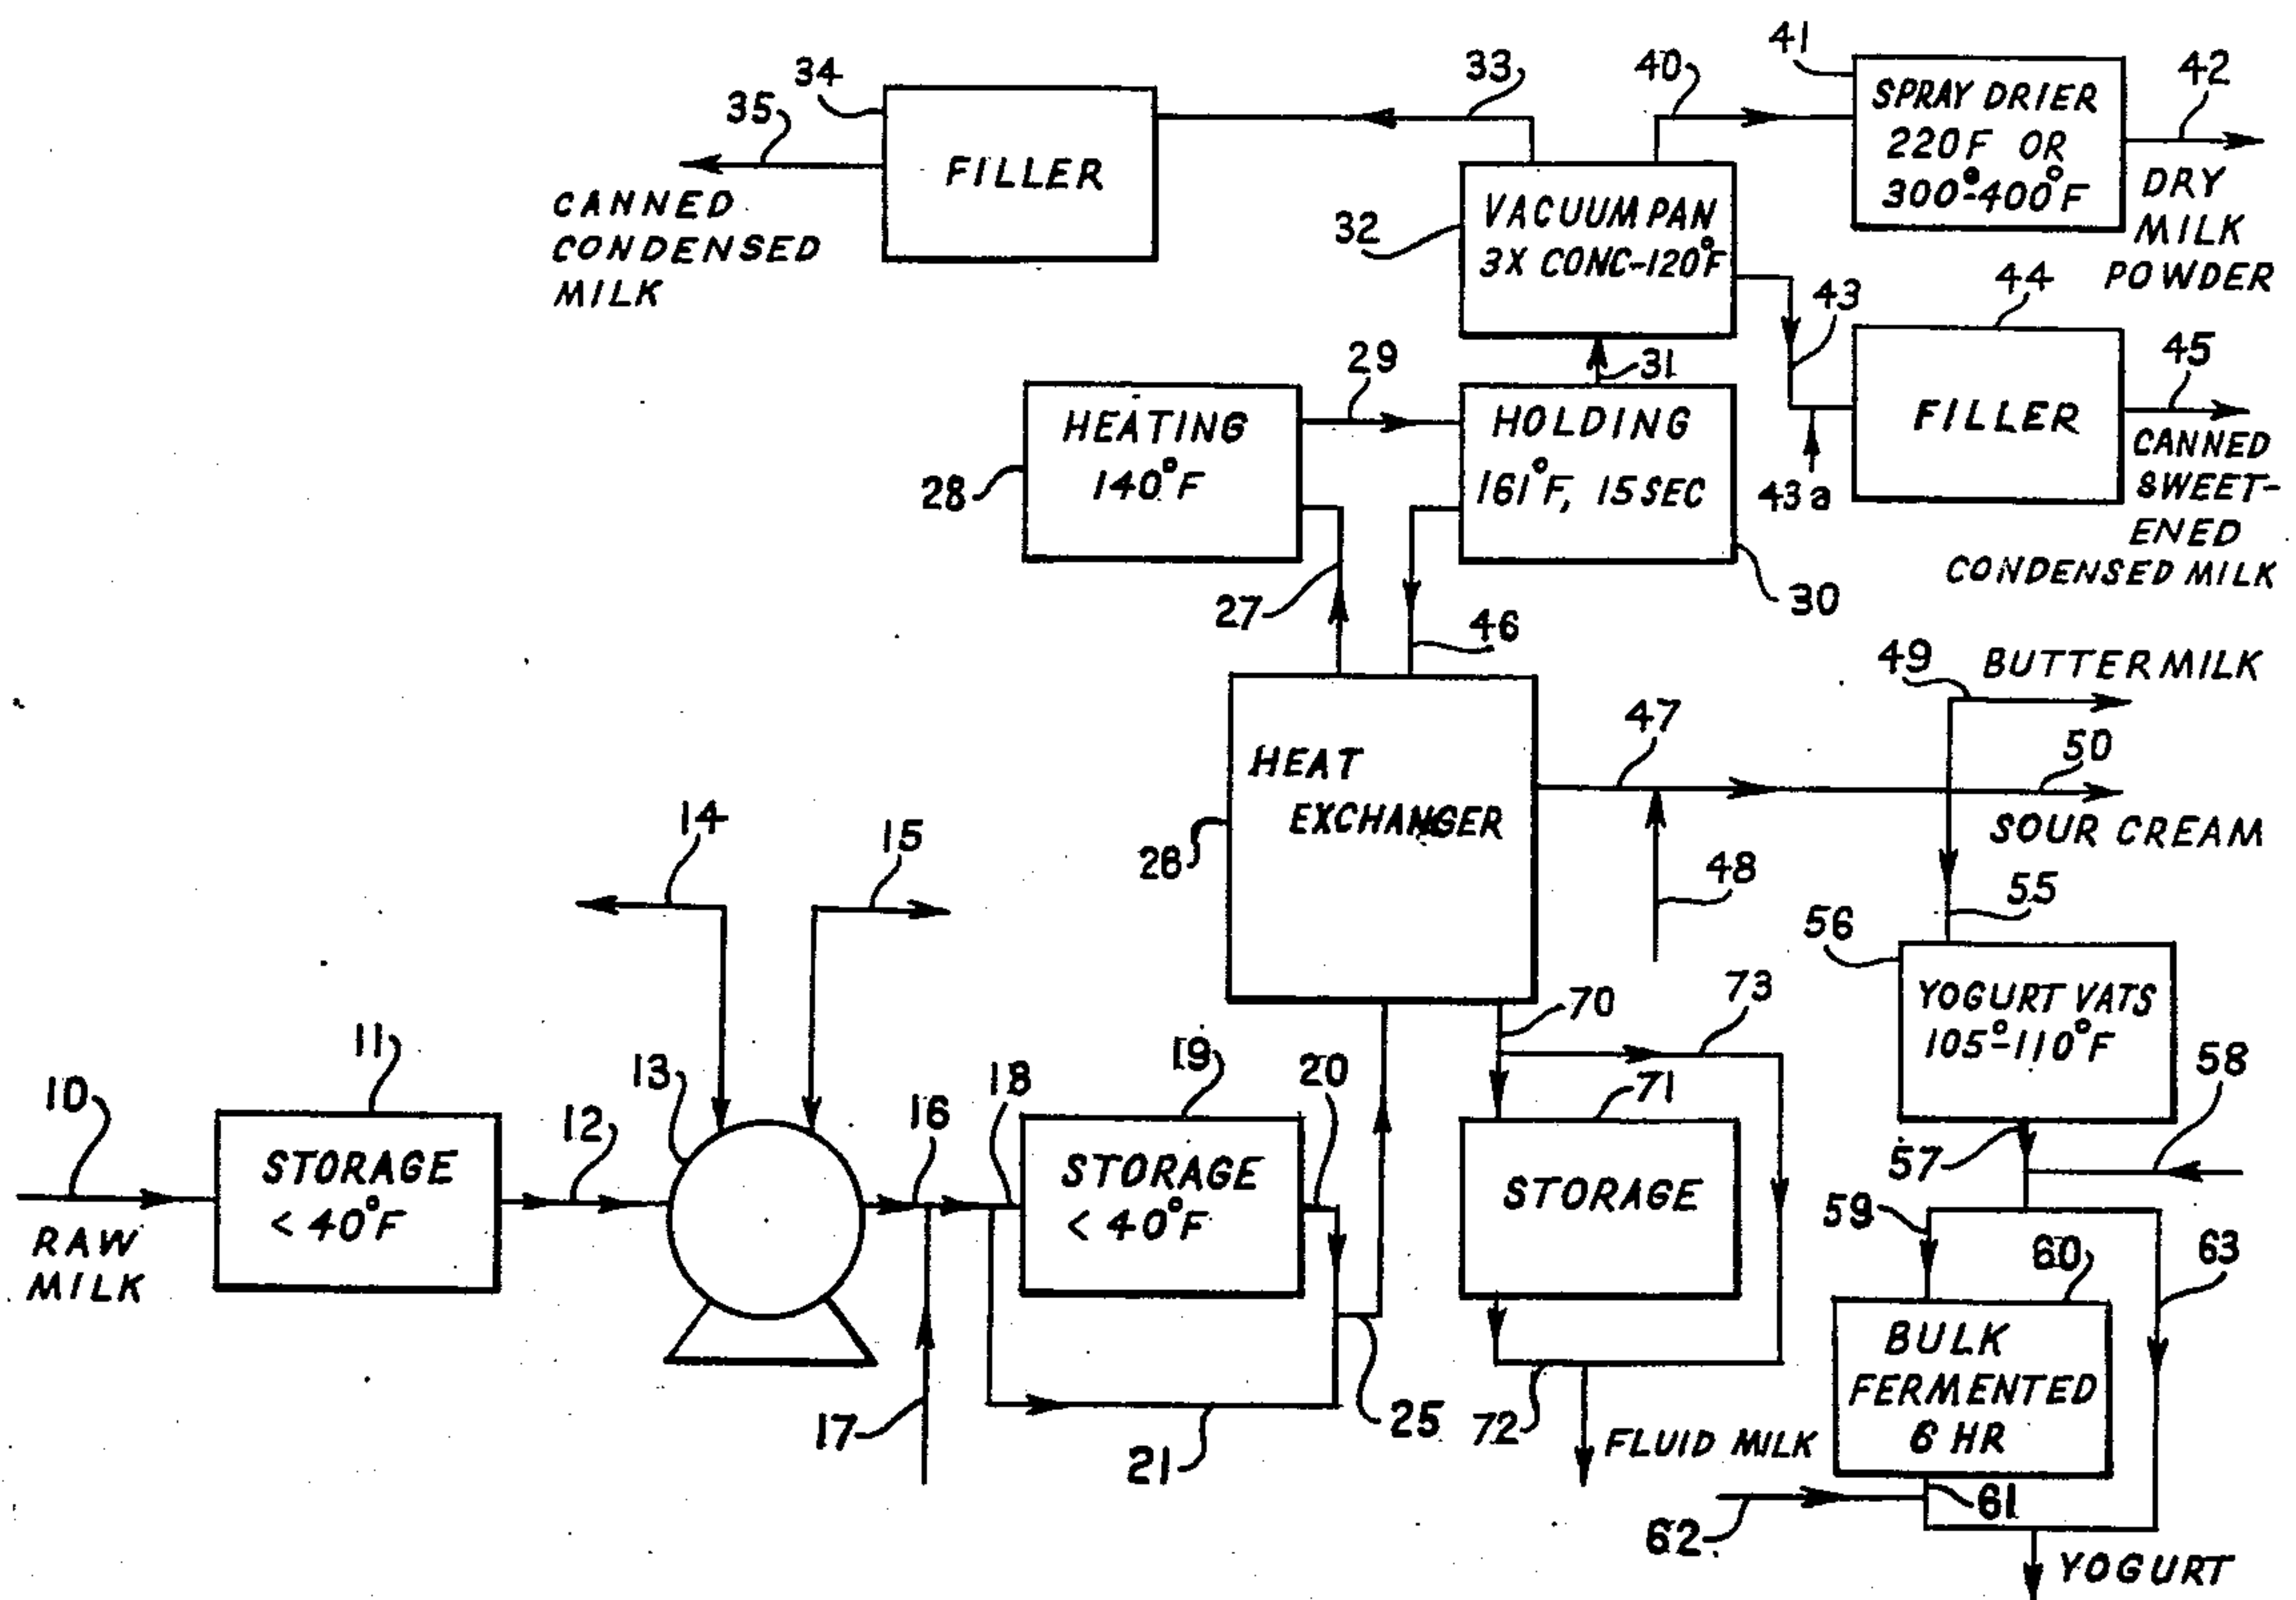 34
35
FILLER
CANNED
CONDENSED
MILK
33
40
41
SPRAY DRIER
220F OR
300°-400°F
42
DRY
MILK
POWDER
32
VACUUM PAN
3X CONC-120°F
43
43a
44
FILLER
45
CANNED
SWEET-
ENED
CONDENSED MILK
31
28
HEATING
140°F
29
HOLDING
161°F, 15 SEC
30
27
46
26
HEAT
EXCHANGER
47
48
49
BUTTERMILK
50
SOUR CREAM
55
56
YOGURT VATS
105°-110°F
57
58
59
60
BULK
FERMENTED
6 HR
61
62
63
YOGURT
14
15
10
RAW
MILK
11
STORAGE
< 40°F
12
13
16
17
18
19
STORAGE
< 40°F
20
21
25
70
73
71
STORAGE
72
FLUID MILK